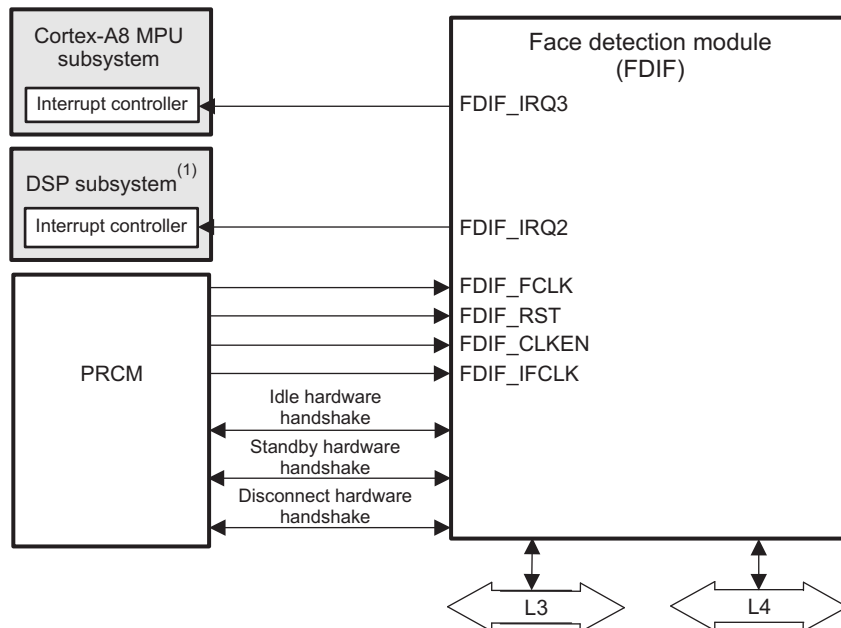 Cortex-A8 MPU
subsystem
Interrupt controller
DSP subsystem(1)
Interrupt controller
PRCM
Face detection module
(FDIF)
FDIF_IRQ3
FDIF_IRQ2
FDIF_FCLK
FDIF_RST
FDIF_CLKEN
FDIF_IFCLK
Idle hardware
handshake
Standby hardware
handshake
Disconnect hardware
handshake
L3
L4